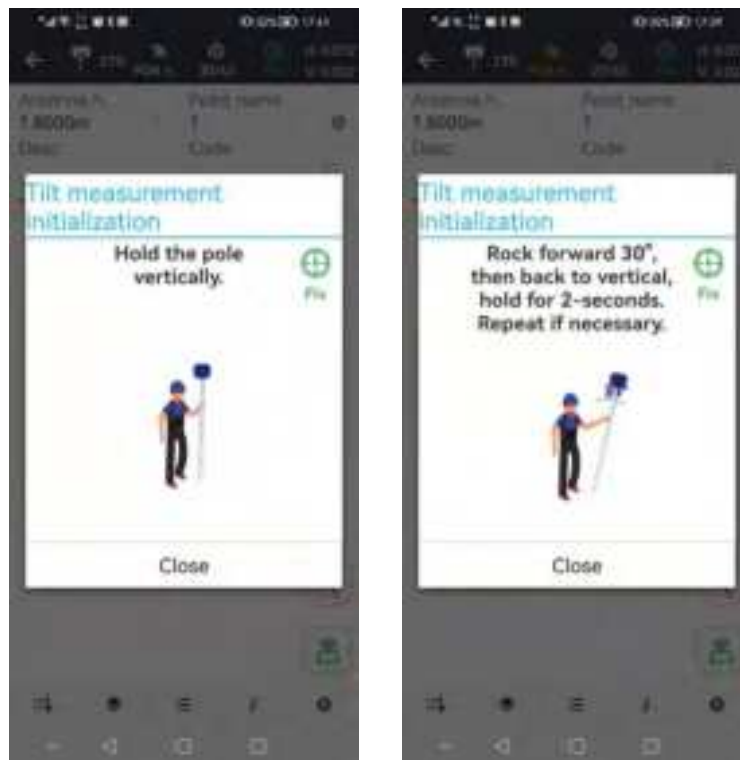 Antenna h.
Point name
1.8000m
1
Desc
Code
Tilt measurement
initialization
Hold the pole
vertically.
Fix
Close
Antenna h.
Point name
1.8000m
1
Desc
Code
Tilt measurement
initialization
Rock forward 30°,
then back to vertical,
hold for 2-seconds.
Repeat if necessary.
Fix
Close